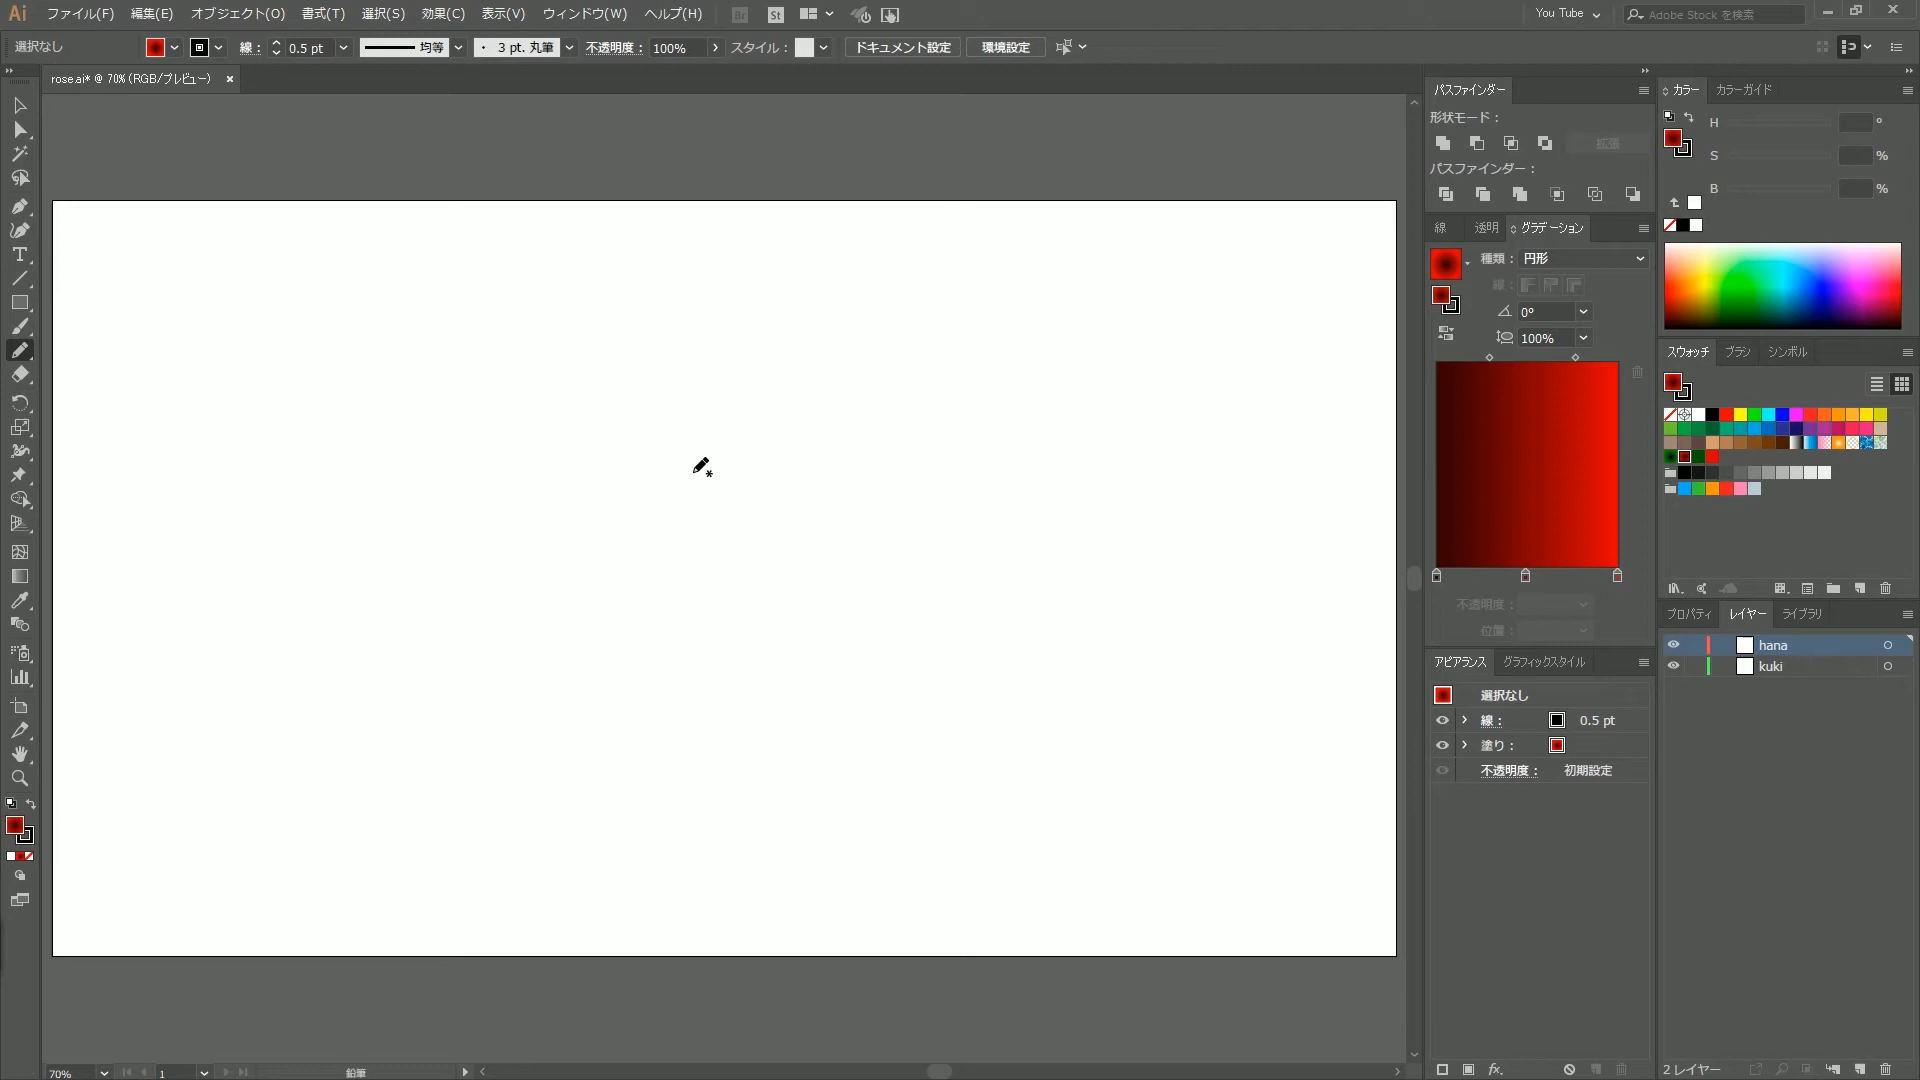 Ai ファイル(F) 編集(E) オブジェクト(O) 書式(T) 選択(S) 効果(C) 表示(V) ウィンドウ(W) ヘルプ(H) Br St You Tube Adobe Stock を検索
選択なし 線： 0.5 pt 均等 3 pt. 丸筆 不透明度： 100% スタイル： ドキュメント設定 環境設定
rose.ai* @ 70% (RGB/プレビュー)
パスファインダー
形状モード：
拡張
パスファインダー：
線 透明 グラデーション
種類： 円形
線：
0°
100%
不透明度：
位置：
アピアランス グラフィックスタイル
選択なし
線： 0.5 pt
塗り：
不透明度： 初期設定
fx.
カラー カラーガイド
H °
S %
B %
スウォッチ ブラシ シンボル
プロパティ レイヤー ライブラリ
hana
kuki
2 レイヤー
70% 1 鉛筆